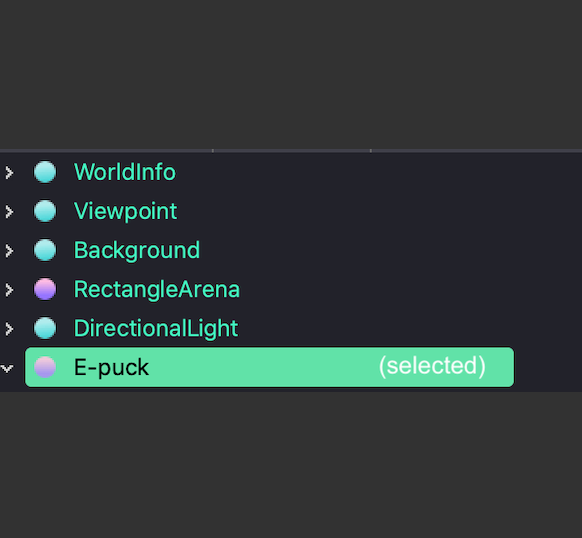 WorldInfo
Viewpoint
Background
RectangleArena
DirectionalLight
E-puck (selected)